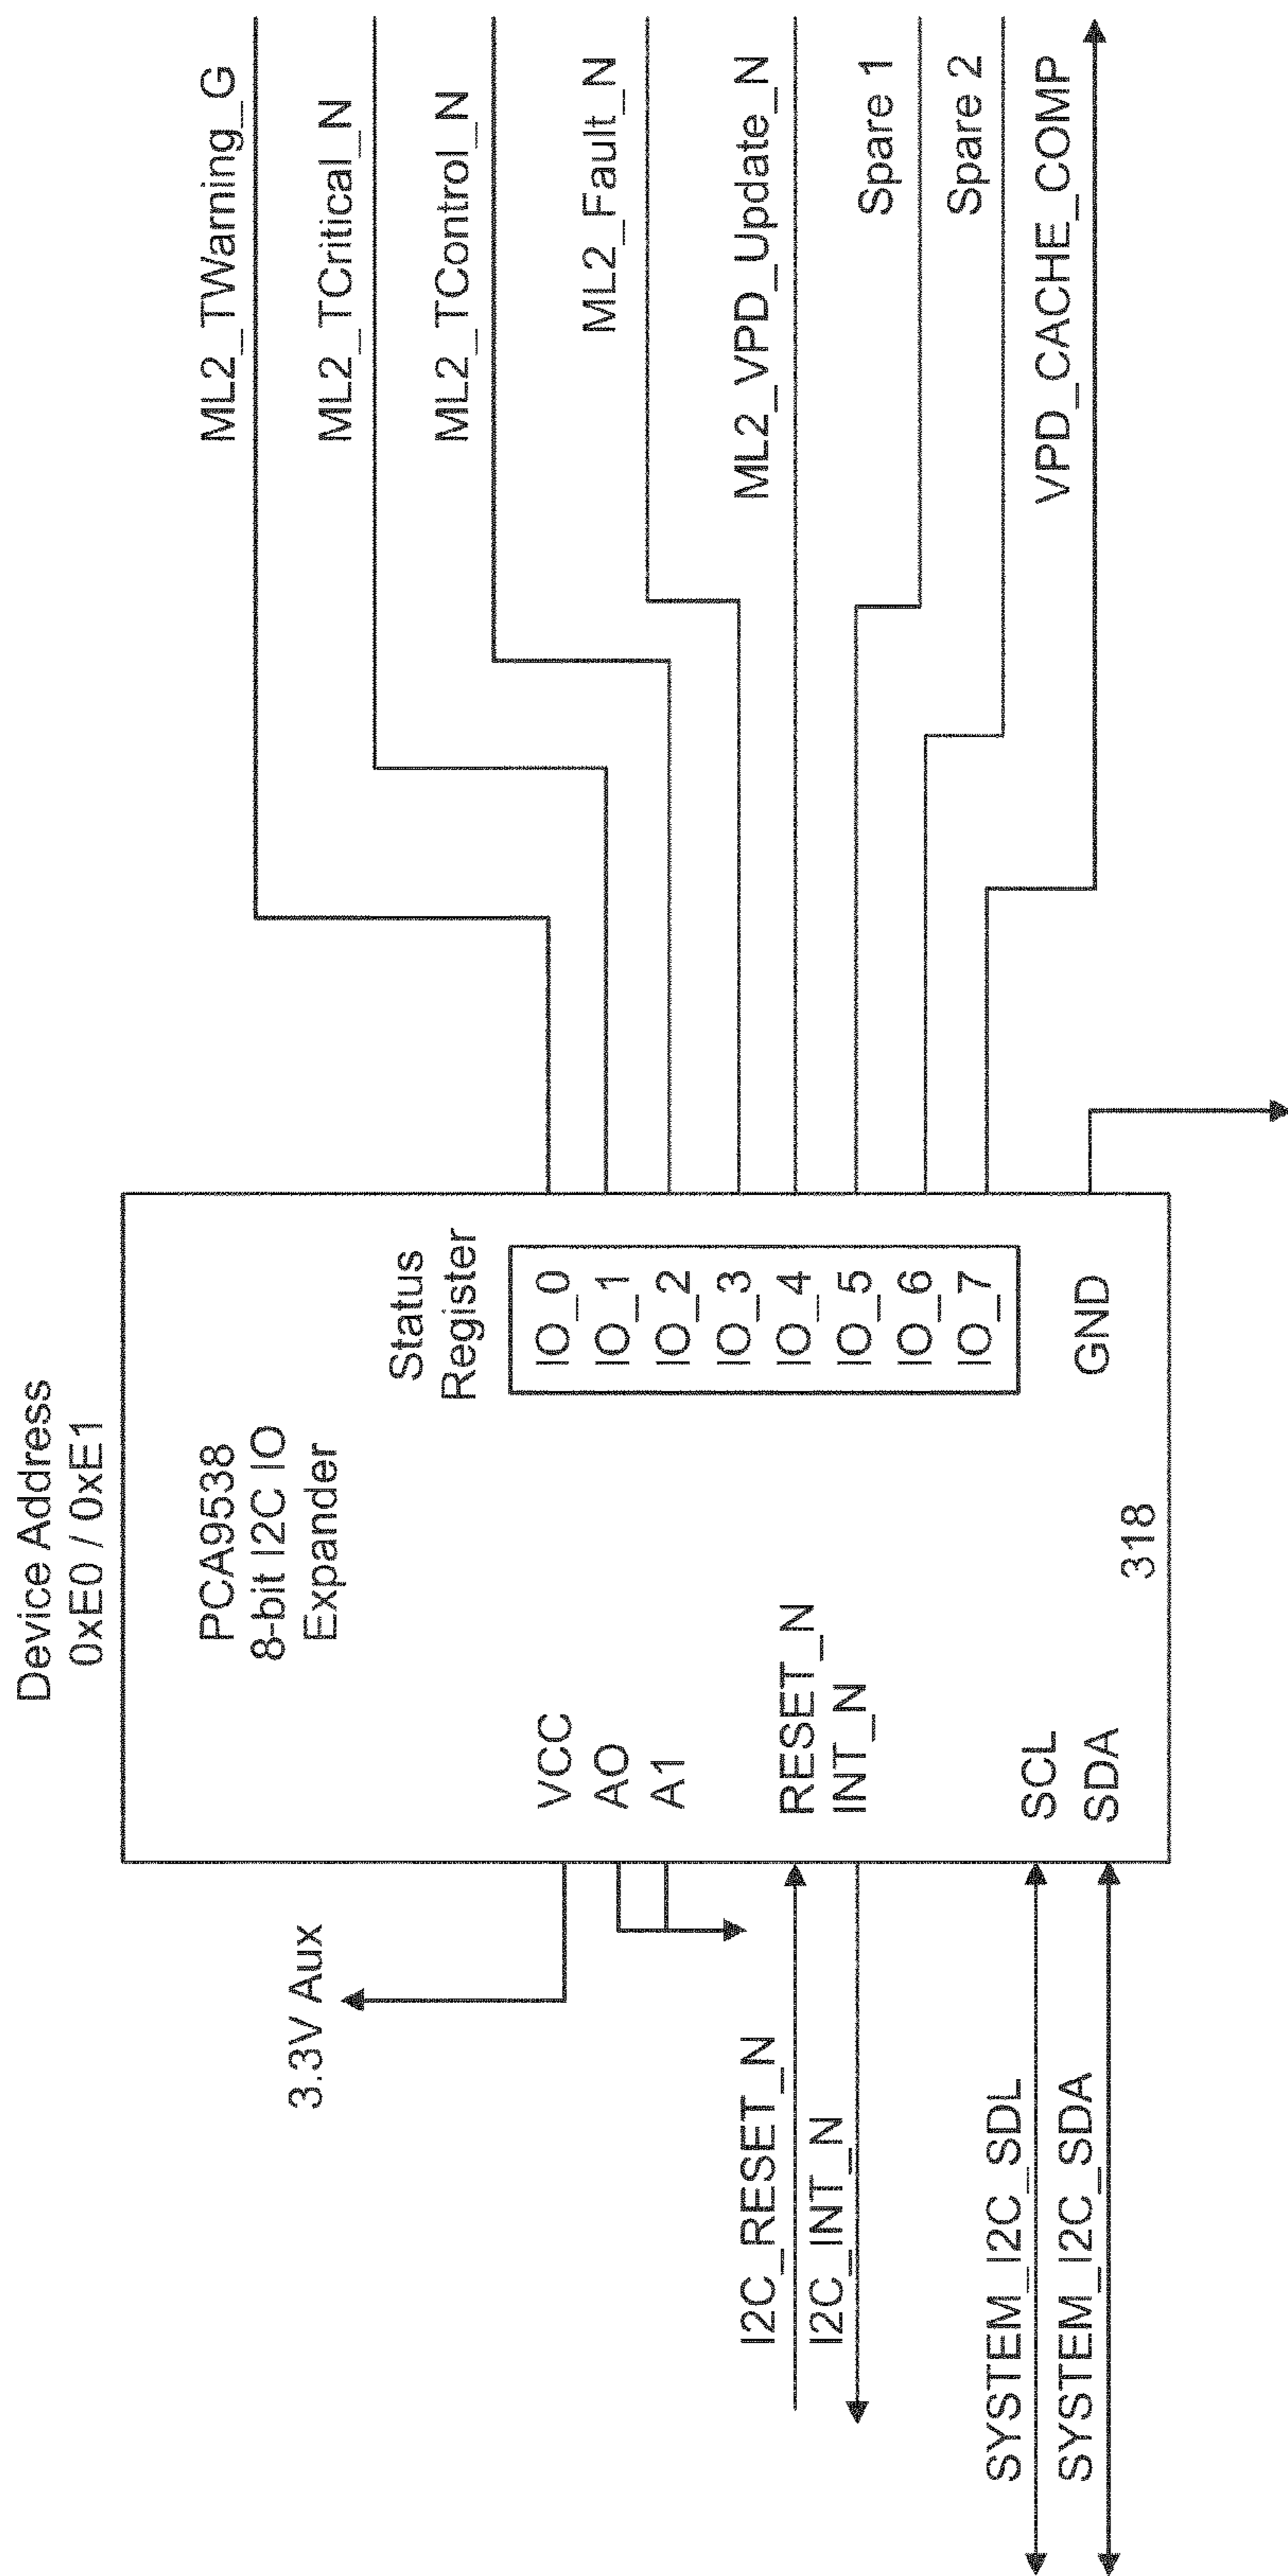 Device Address
0xE0 / 0xE1
PCA9538
8-bit I2C IO
Expander
3.3V Aux
VCC
AO
A1
I2C_RESET_N
RESET_N
I2C_INT_N
INT_N
SYSTEM_I2C_SDL
SCL
SYSTEM_I2C_SDA
SDA
318
Status
Register
IO_0
IO_1
IO_2
IO_3
IO_4
IO_5
IO_6
IO_7
GND
ML2_TWarning_G
ML2_TCritical_N
ML2_TControl_N
ML2_Fault_N
ML2_VPD_Update_N
Spare 1
Spare 2
VPD_CACHE_COMP